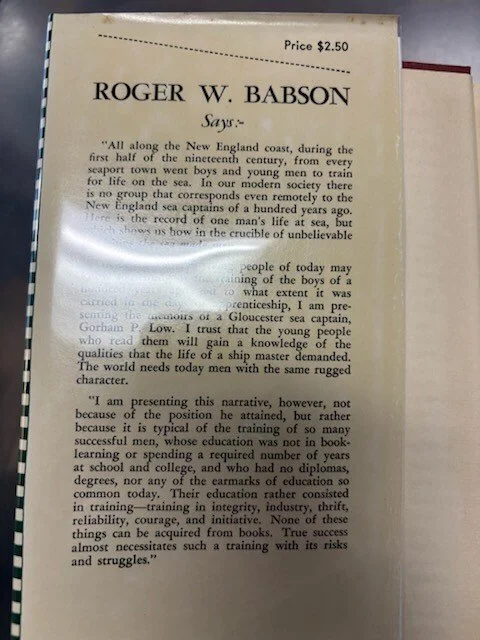 Price $2.50
ROGER W. BABSON
Says:-
"All along the New England coast, during the
first half of the nineteenth century, from every
seaport town went boys and young men to train
for life on the sea. In our modern society there
is no group that corresponds even remotely to the
New England sea captains of a hundred years ago.
Here is the record of one man's life at sea, but
which shows us how in the crucible of unbelievable
people of today may
training of the boys of a
to what extent it was
carried in the apprenticeship, I am pre-
senting the memoirs of a Gloucester sea captain,
Gorham P. Low. I trust that the young people
who read them will gain a knowledge of the
qualities that the life of a ship master demanded.
The world needs today men with the same rugged
character.
"I am presenting this narrative, however, not
because of the position he attained, but rather
because it is typical of the training of so many
successful men, whose education was not in book-
learning or spending a required number of years
at school and college, and who had no diplomas,
degrees, nor any of the earmarks of education so
common today. Their education rather consisted
in training—training in integrity, industry, thrift,
reliability, courage, and initiative. None of these
things can be acquired from books. True success
almost necessitates such a training with its risks
and struggles."